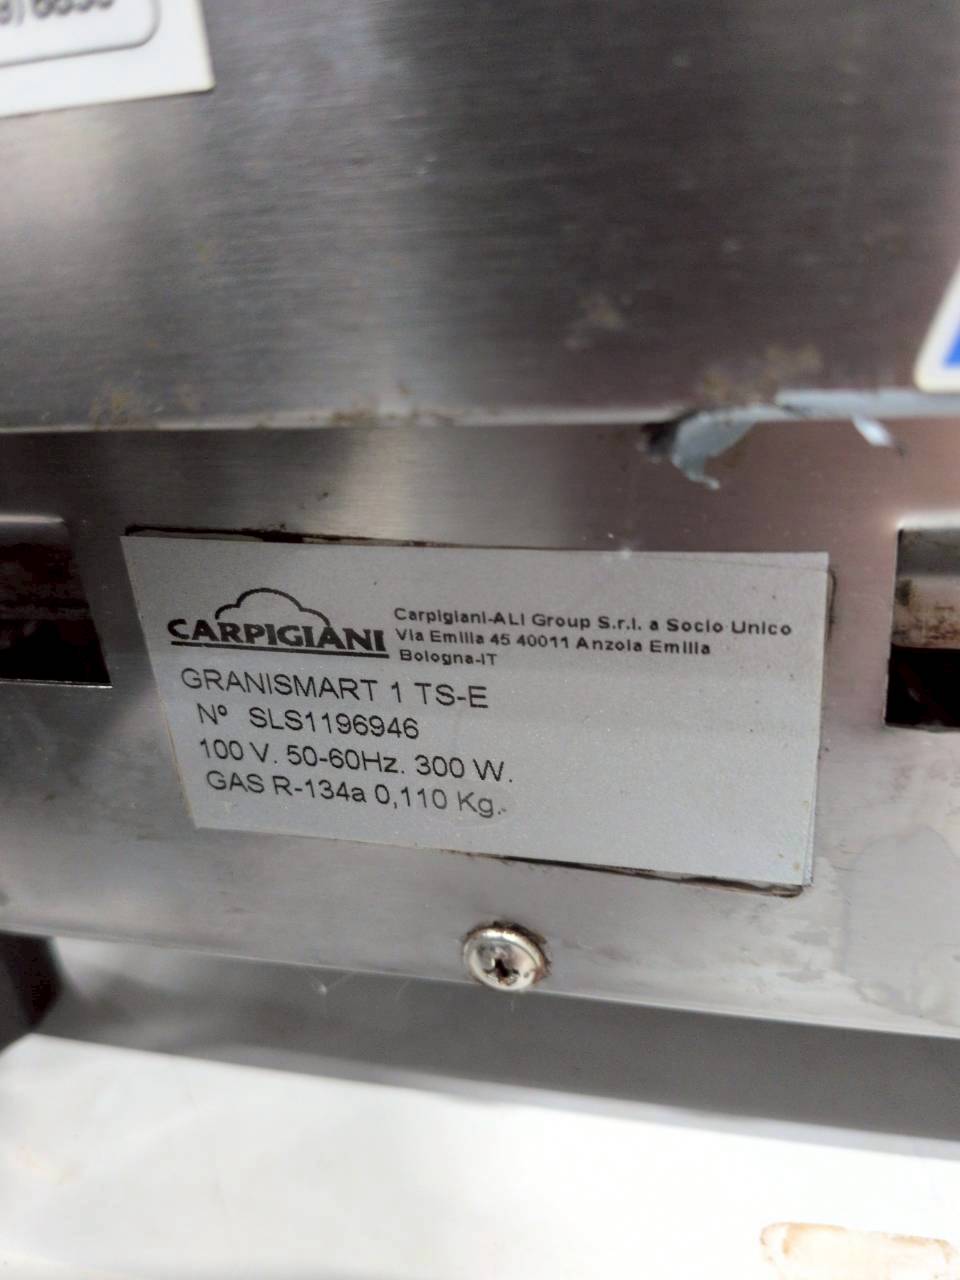 CARPIGIANI
Carpigiani-ALI Group S.r.l. a Socio Unico
Via Emilia 45 40011 Anzola Emilia
Bologna-IT
GRANISMART 1 TS-E
Nº SLS1196946
100 V. 50-60Hz. 300 W.
GAS R-134a 0,110 Kg.